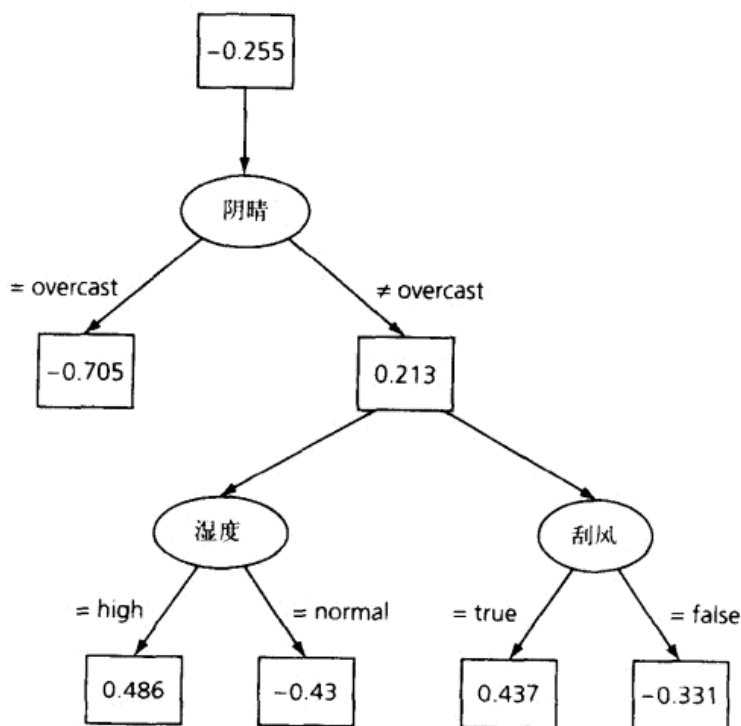 -0.255
阴晴
= overcast
≠ overcast
-0.705
0.213
湿度
刮风
= high
= normal
= true
= false
0.486
-0.43
0.437
-0.331